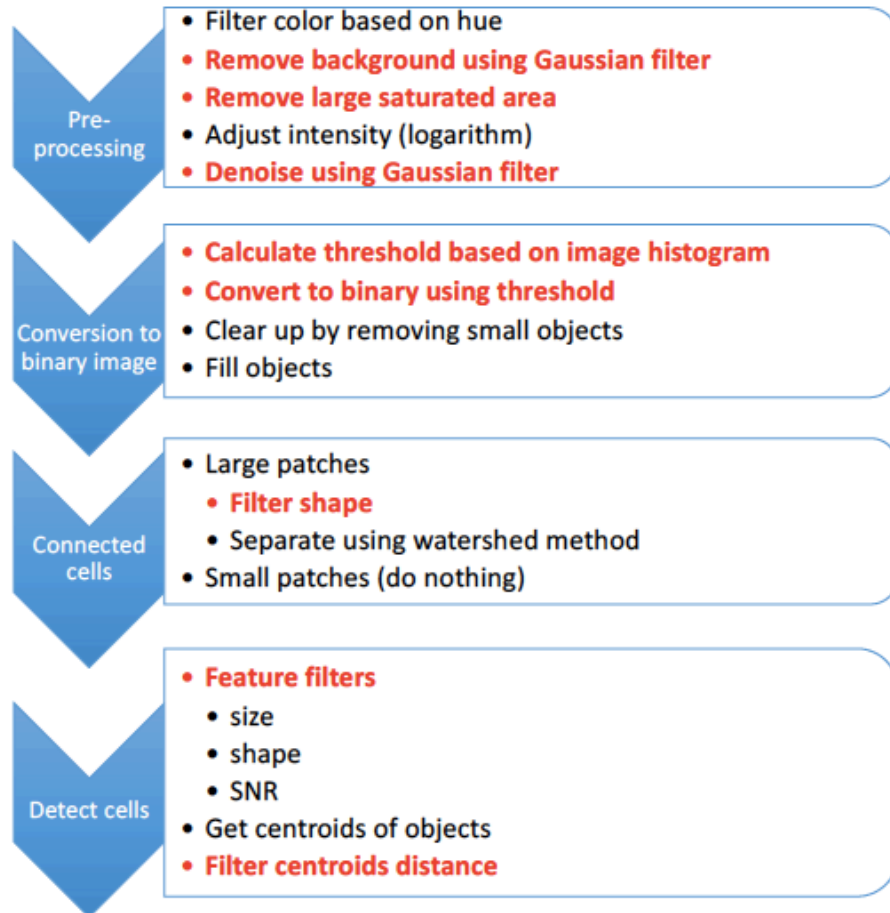 Pre-
processing
• Filter color based on hue
• Remove background using Gaussian filter
• Remove large saturated area
• Adjust intensity (logarithm)
• Denoise using Gaussian filter
Conversion to
binary image
• Calculate threshold based on image histogram
• Convert to binary using threshold
• Clear up by removing small objects
• Fill objects
Connected
cells
• Large patches
• Filter shape
• Separate using watershed method
• Small patches (do nothing)
Detect cells
• Feature filters
• size
• shape
• SNR
• Get centroids of objects
• Filter centroids distance